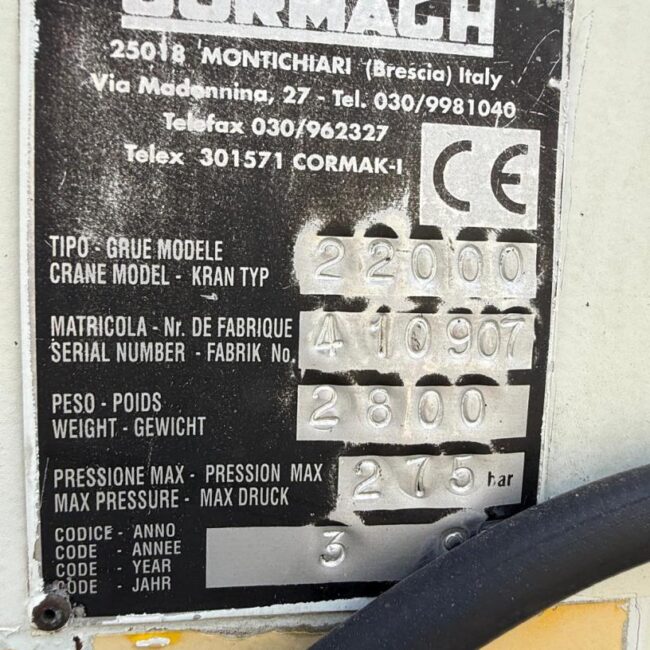 CORMACH
25018 MONTICHIARI (Brescia) Italy
Via Madonnina, 27 - Tel. 030/9981040
Telefax 030/962327
Telex 301571 CORMAK-I
CE
TIPO - GRUE MODELE
CRANE MODEL - KRAN TYP 22000
MATRICOLA - Nr. DE FABRIQUE
SERIAL NUMBER - FABRIK No. 410907
PESO - POIDS
WEIGHT - GEWICHT 2800
PRESSIONE MAX - PRESSION MAX
MAX PRESSURE - MAX DRUCK 275 bar
CODICE - ANNO
CODE - ANNEE
CODE - YEAR
CODE - JAHR 3